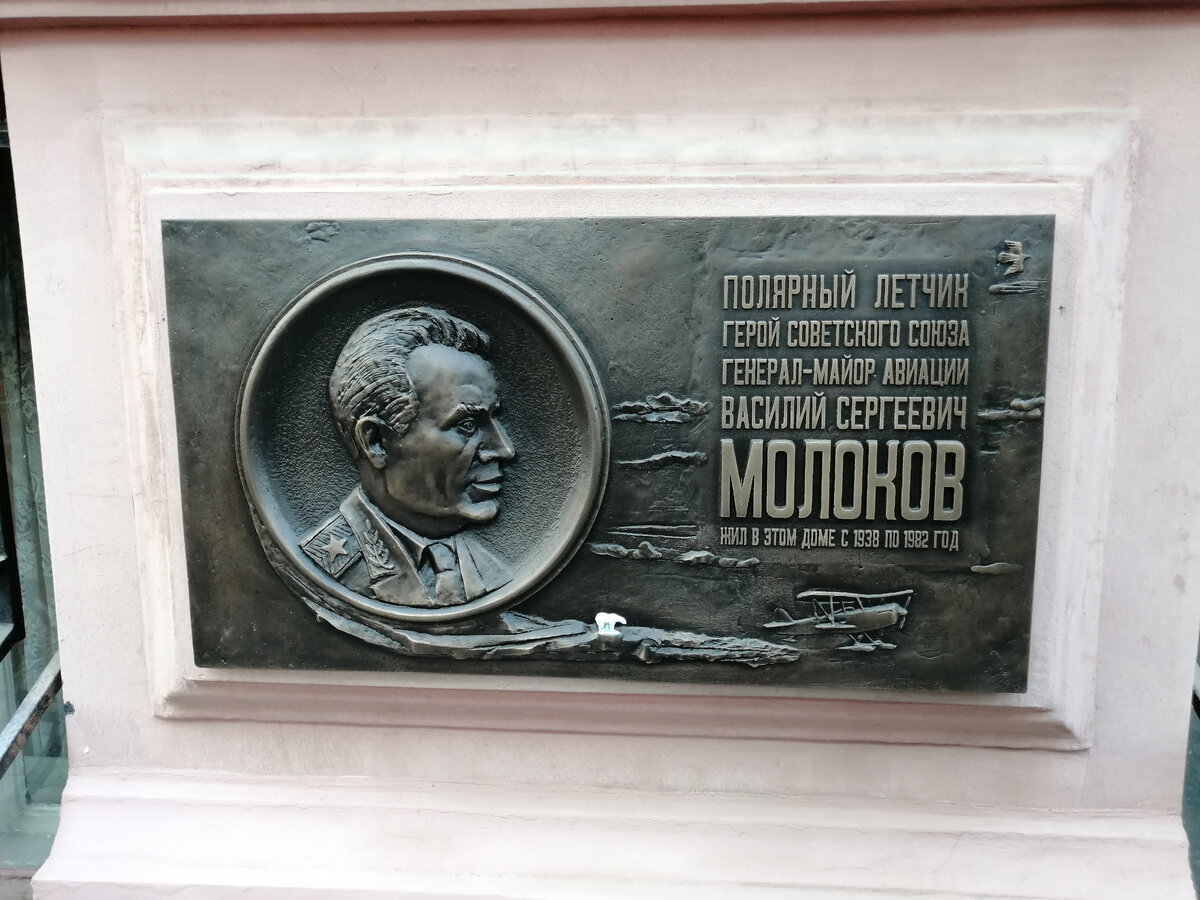 ПОЛЯРНЫЙ ЛЕТЧИК
ГЕРОЙ СОВЕТСКОГО СОЮЗА
ГЕНЕРАЛ-МАЙОР АВИАЦИИ
ВАСИЛИЙ СЕРГЕЕВИЧ
МОЛОКОВ
ЖИЛ В ЭТОМ ДОМЕ С 1938 ПО 1982 ГОД